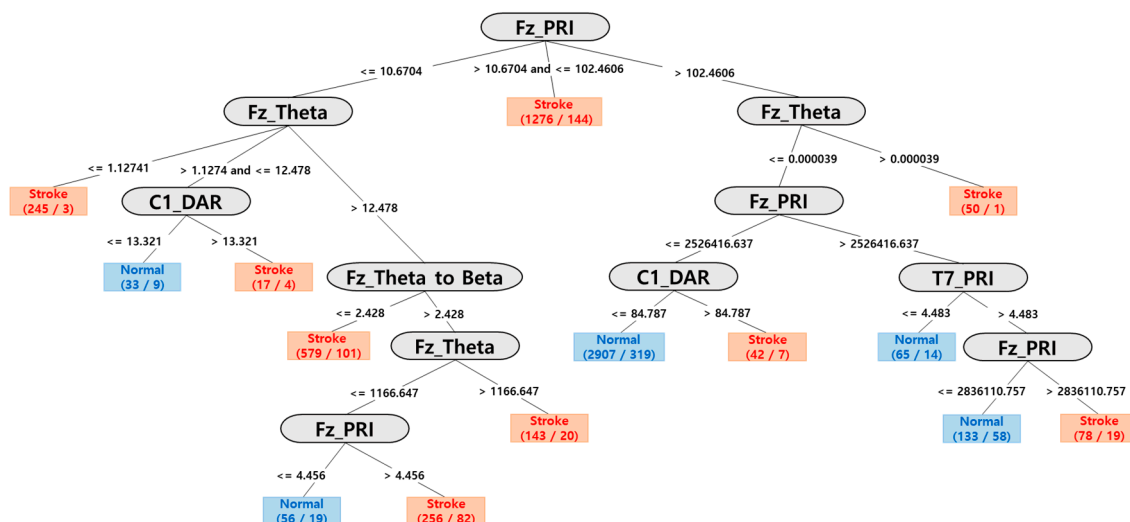 Fz_PRI
<= 10.6704
> 10.6704 and <= 102.4606
> 102.4606
Fz_Theta
Stroke
(1276 / 144)
Fz_Theta
<= 1.12741
> 1.1274 and <= 12.478
> 12.478
<= 0.000039
> 0.000039
Stroke
(245 / 3)
C1_DAR
Fz_PRI
Stroke
(50 / 1)
<= 13.321
> 13.321
<= 2526416.637
> 2526416.637
Normal
(33 / 9)
Stroke
(17 / 4)
Fz_Theta to Beta
C1_DAR
T7_PRI
<= 2.428
> 2.428
<= 84.787
> 84.787
<= 4.483
> 4.483
Stroke
(579 / 101)
Fz_Theta
Normal
(2907 / 319)
Stroke
(42 / 7)
Normal
(65 / 14)
Fz_PRI
<= 1166.647
> 1166.647
<= 2836110.757
> 2836110.757
Fz_PRI
Stroke
(143 / 20)
Normal
(133 / 58)
Stroke
(78 / 19)
<= 4.456
> 4.456
Normal
(56 / 19)
Stroke
(256 / 82)